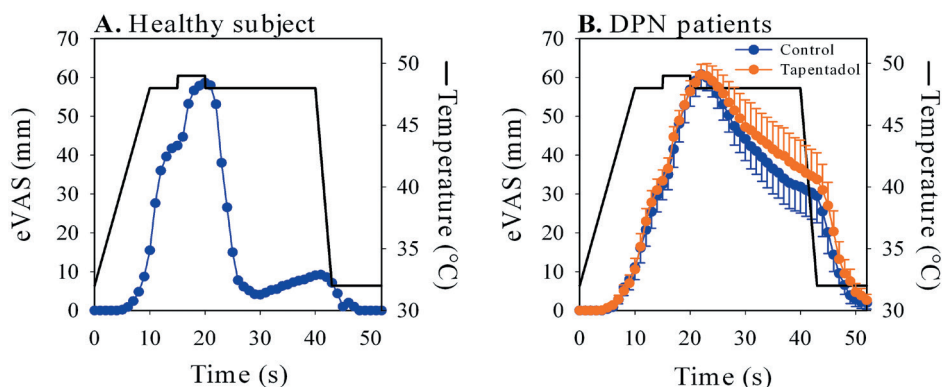 A. Healthy subject
70
60
50
40
30
20
10
0
eVAS (mm)
50
45
40
35
30
Temperature (°C)
0 10 20 30 40 50
Time (s)
B. DPN patients
Control
Tapentadol
70
60
50
40
30
20
10
0
eVAS (mm)
50
45
40
35
30
Temperature (°C)
0 10 20 30 40 50
Time (s)